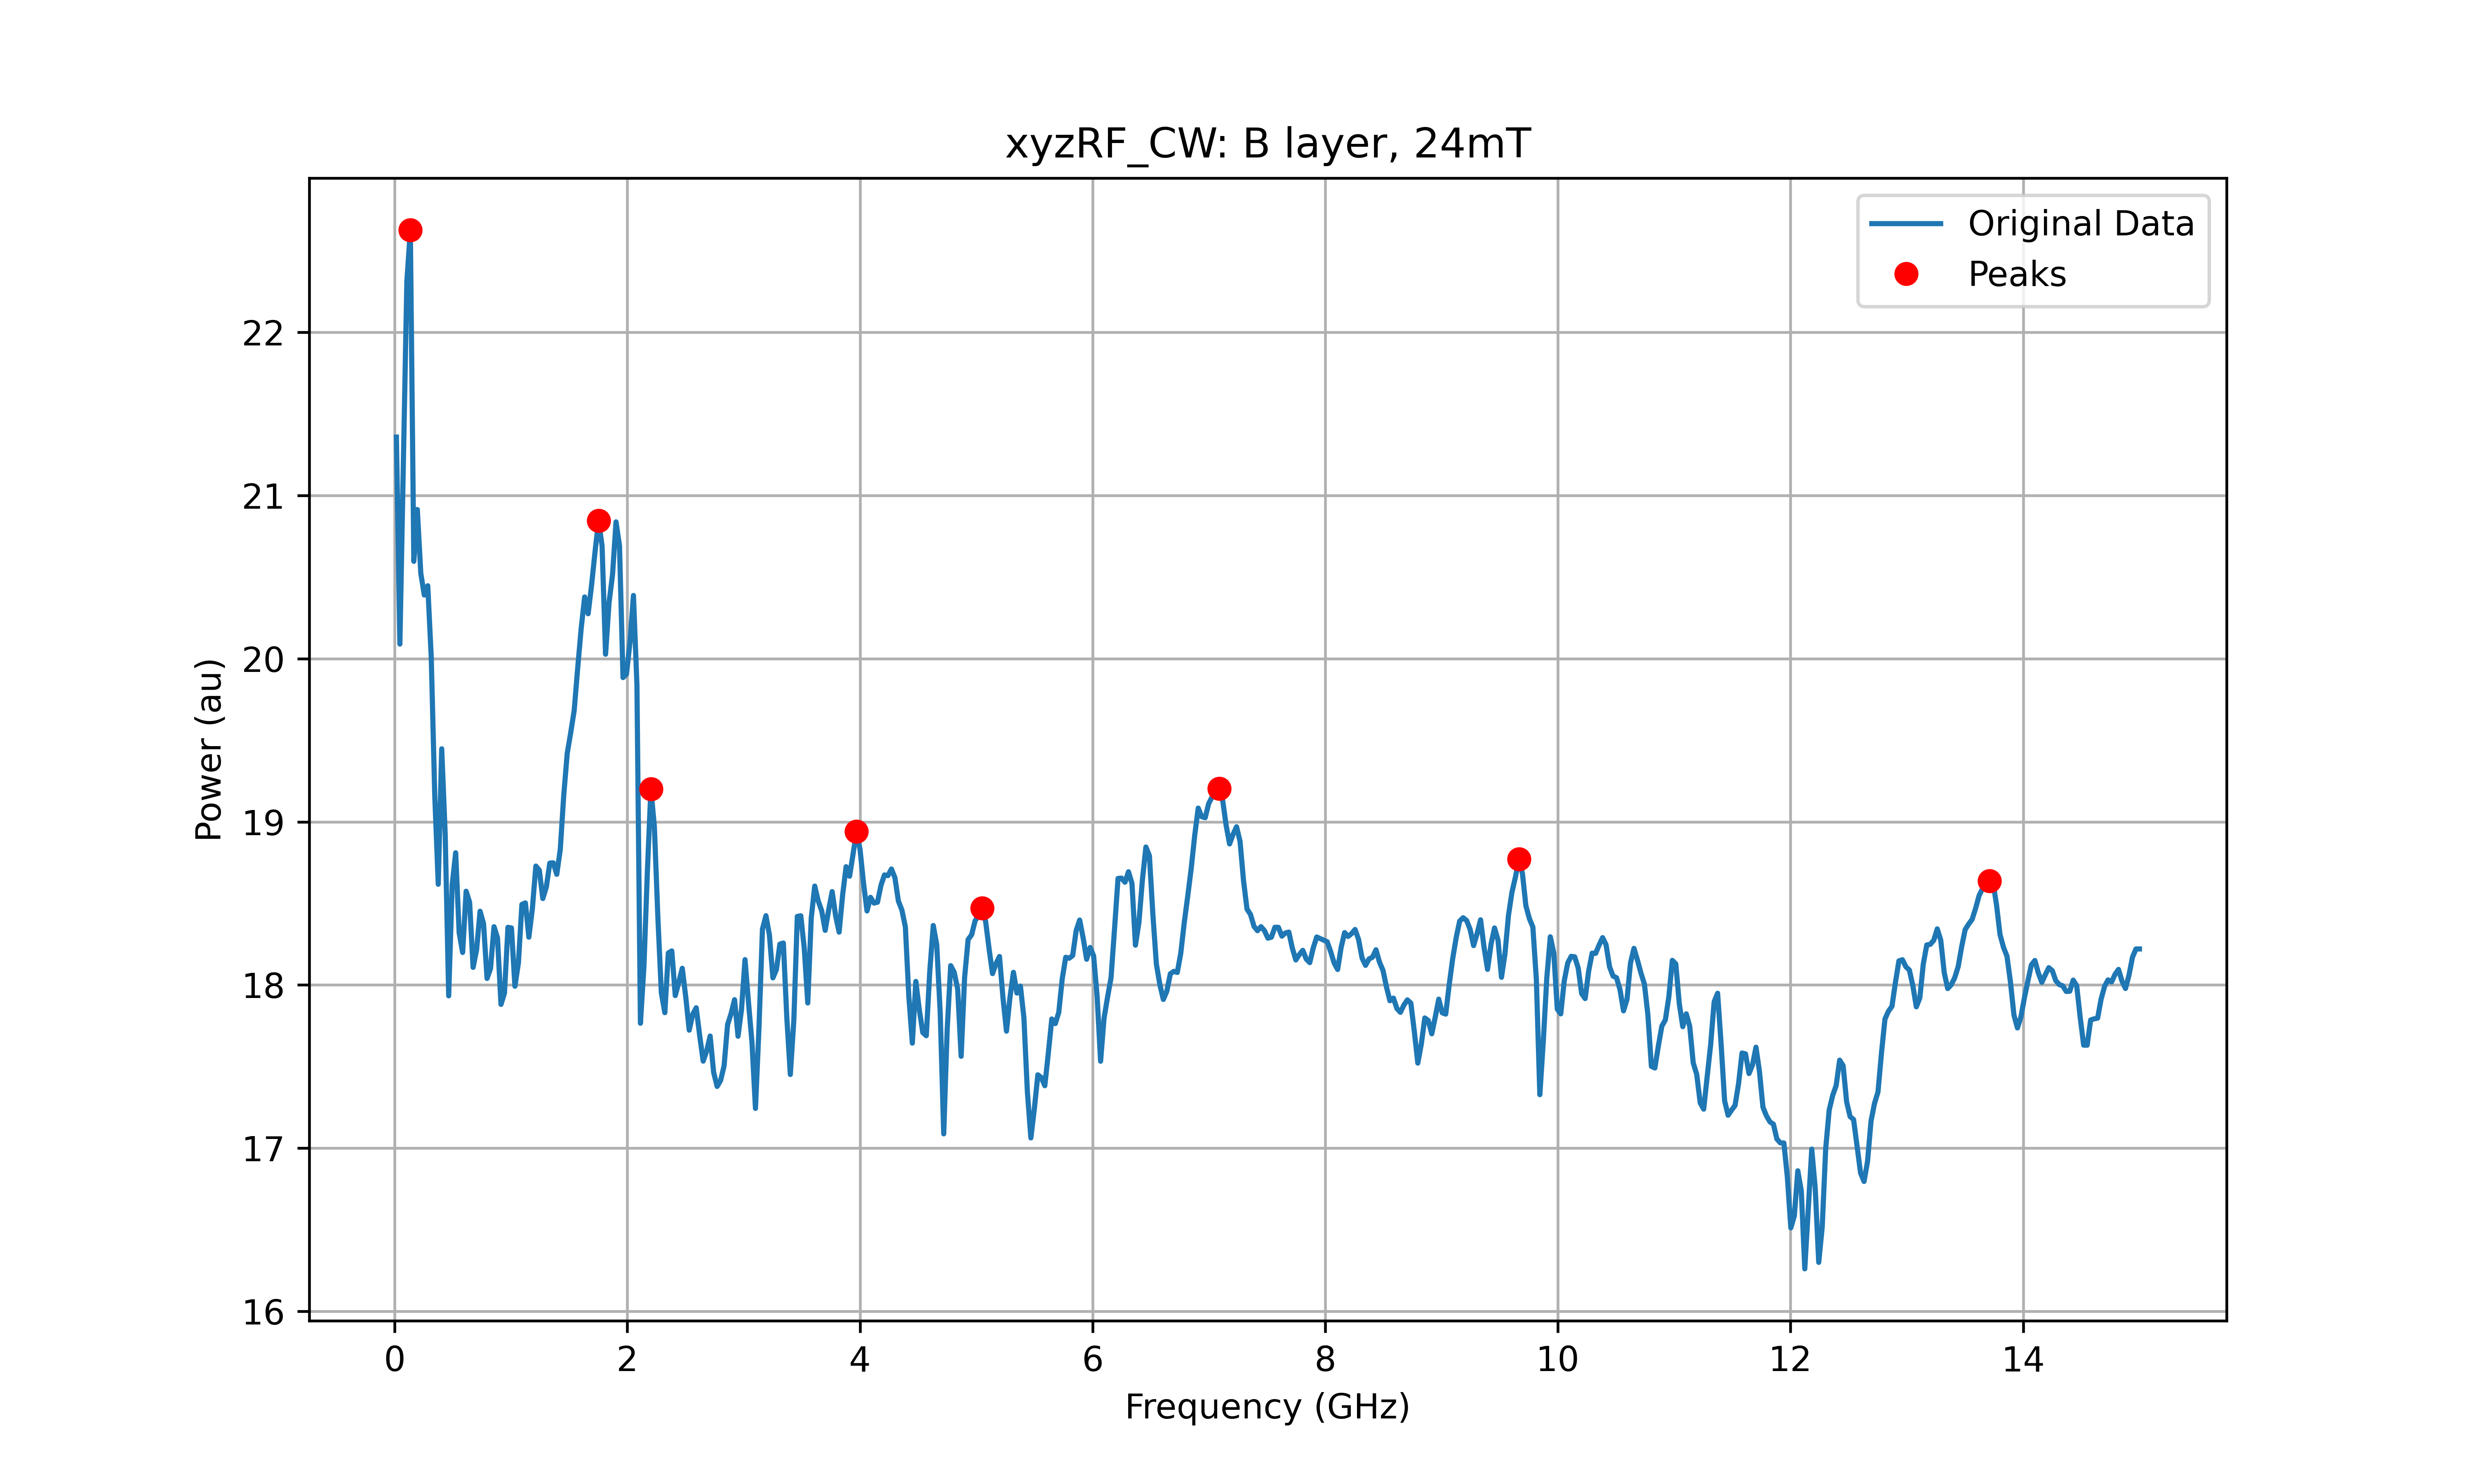 xyzRF_CW: B layer, 24mT
Original Data
Peaks
22
21
20
19
18
17
16
Power (au)
0 2 4 6 8 10 12 14
Frequency (GHz)